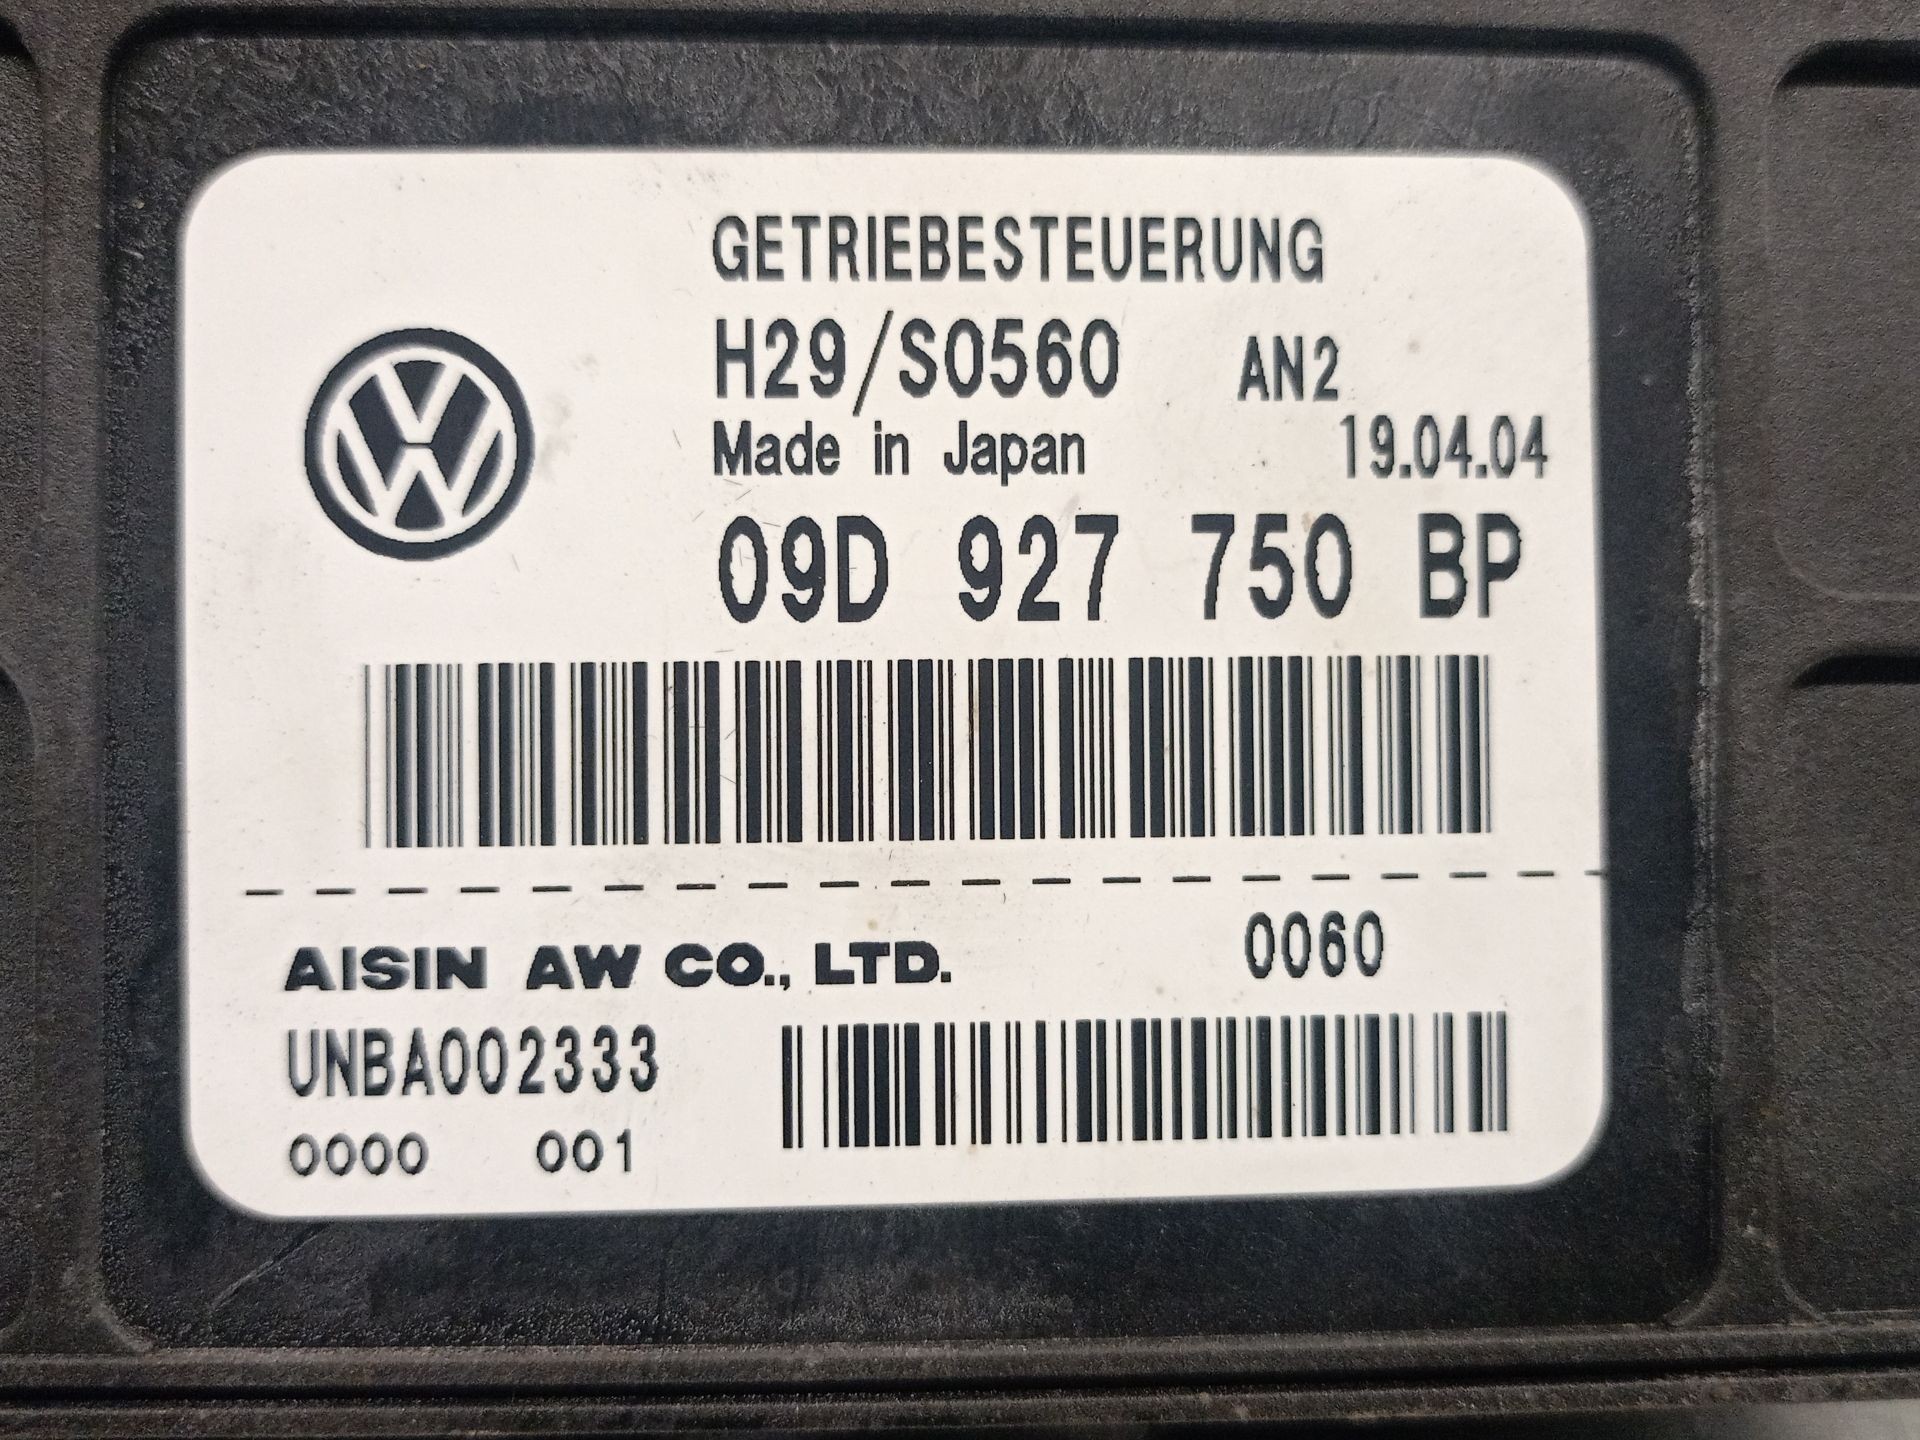 GETRIEBESTEUERUNG
H29/S0560 AN2
Made in Japan 19.04.04
09D 927 750 BP
AISIN AW CO., LTD. 0060
UNBA002333
0000 001